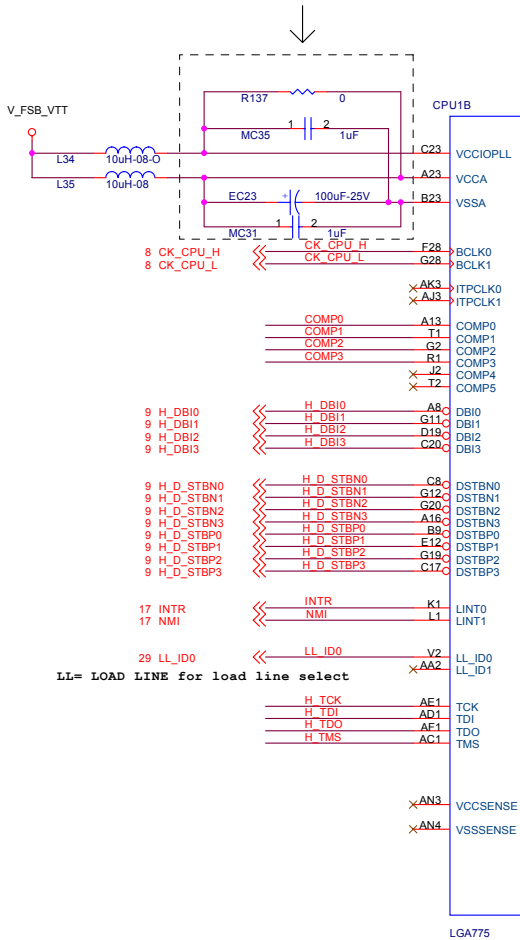 R137 0
V_FSB_VTT
CPU1B
MC35 1 2 1uF
L34 10uH-08-O
C23 VCCIOPLL
L35 10uH-08
A23 VCCA
EC23 + 100uF-25V
B23 VSSA
MC31 1 2 1uF
8 CK_CPU_H CK_CPU_H F28 BCLK0
8 CK_CPU_L CK_CPU_L G28 BCLK1
AK3 ITPCLK0
AJ3 ITPCLK1
COMP0 A13 COMP0
COMP1 T1 COMP1
COMP2 G2 COMP2
COMP3 R1 COMP3
J2 COMP4
T2 COMP5
9 H_DBI0 H_DBI0 A8 DBI0
9 H_DBI1 H_DBI1 G11 DBI1
9 H_DBI2 H_DBI2 D19 DBI2
9 H_DBI3 H_DBI3 C20 DBI3
9 H_D_STBN0 H_D_STBN0 C8 DSTBN0
9 H_D_STBN1 H_D_STBN1 G12 DSTBN1
9 H_D_STBN2 H_D_STBN2 G20 DSTBN2
9 H_D_STBN3 H_D_STBN3 A16 DSTBN3
9 H_D_STBP0 H_D_STBP0 B9 DSTBP0
9 H_D_STBP1 H_D_STBP1 E12 DSTBP1
9 H_D_STBP2 H_D_STBP2 G19 DSTBP2
9 H_D_STBP3 H_D_STBP3 C17 DSTBP3
17 INTR INTR K1 LINT0
17 NMI NMI L1 LINT1
29 LL_ID0 LL_ID0 V2 LL_ID0
AA2 LL_ID1
LL= LOAD LINE for load line select
H_TCK AE1 TCK
H_TDI AD1 TDI
H_TDO AF1 TDO
H_TMS AC1 TMS
AN3 VCCSENSE
AN4 VSSSENSE
LGA775